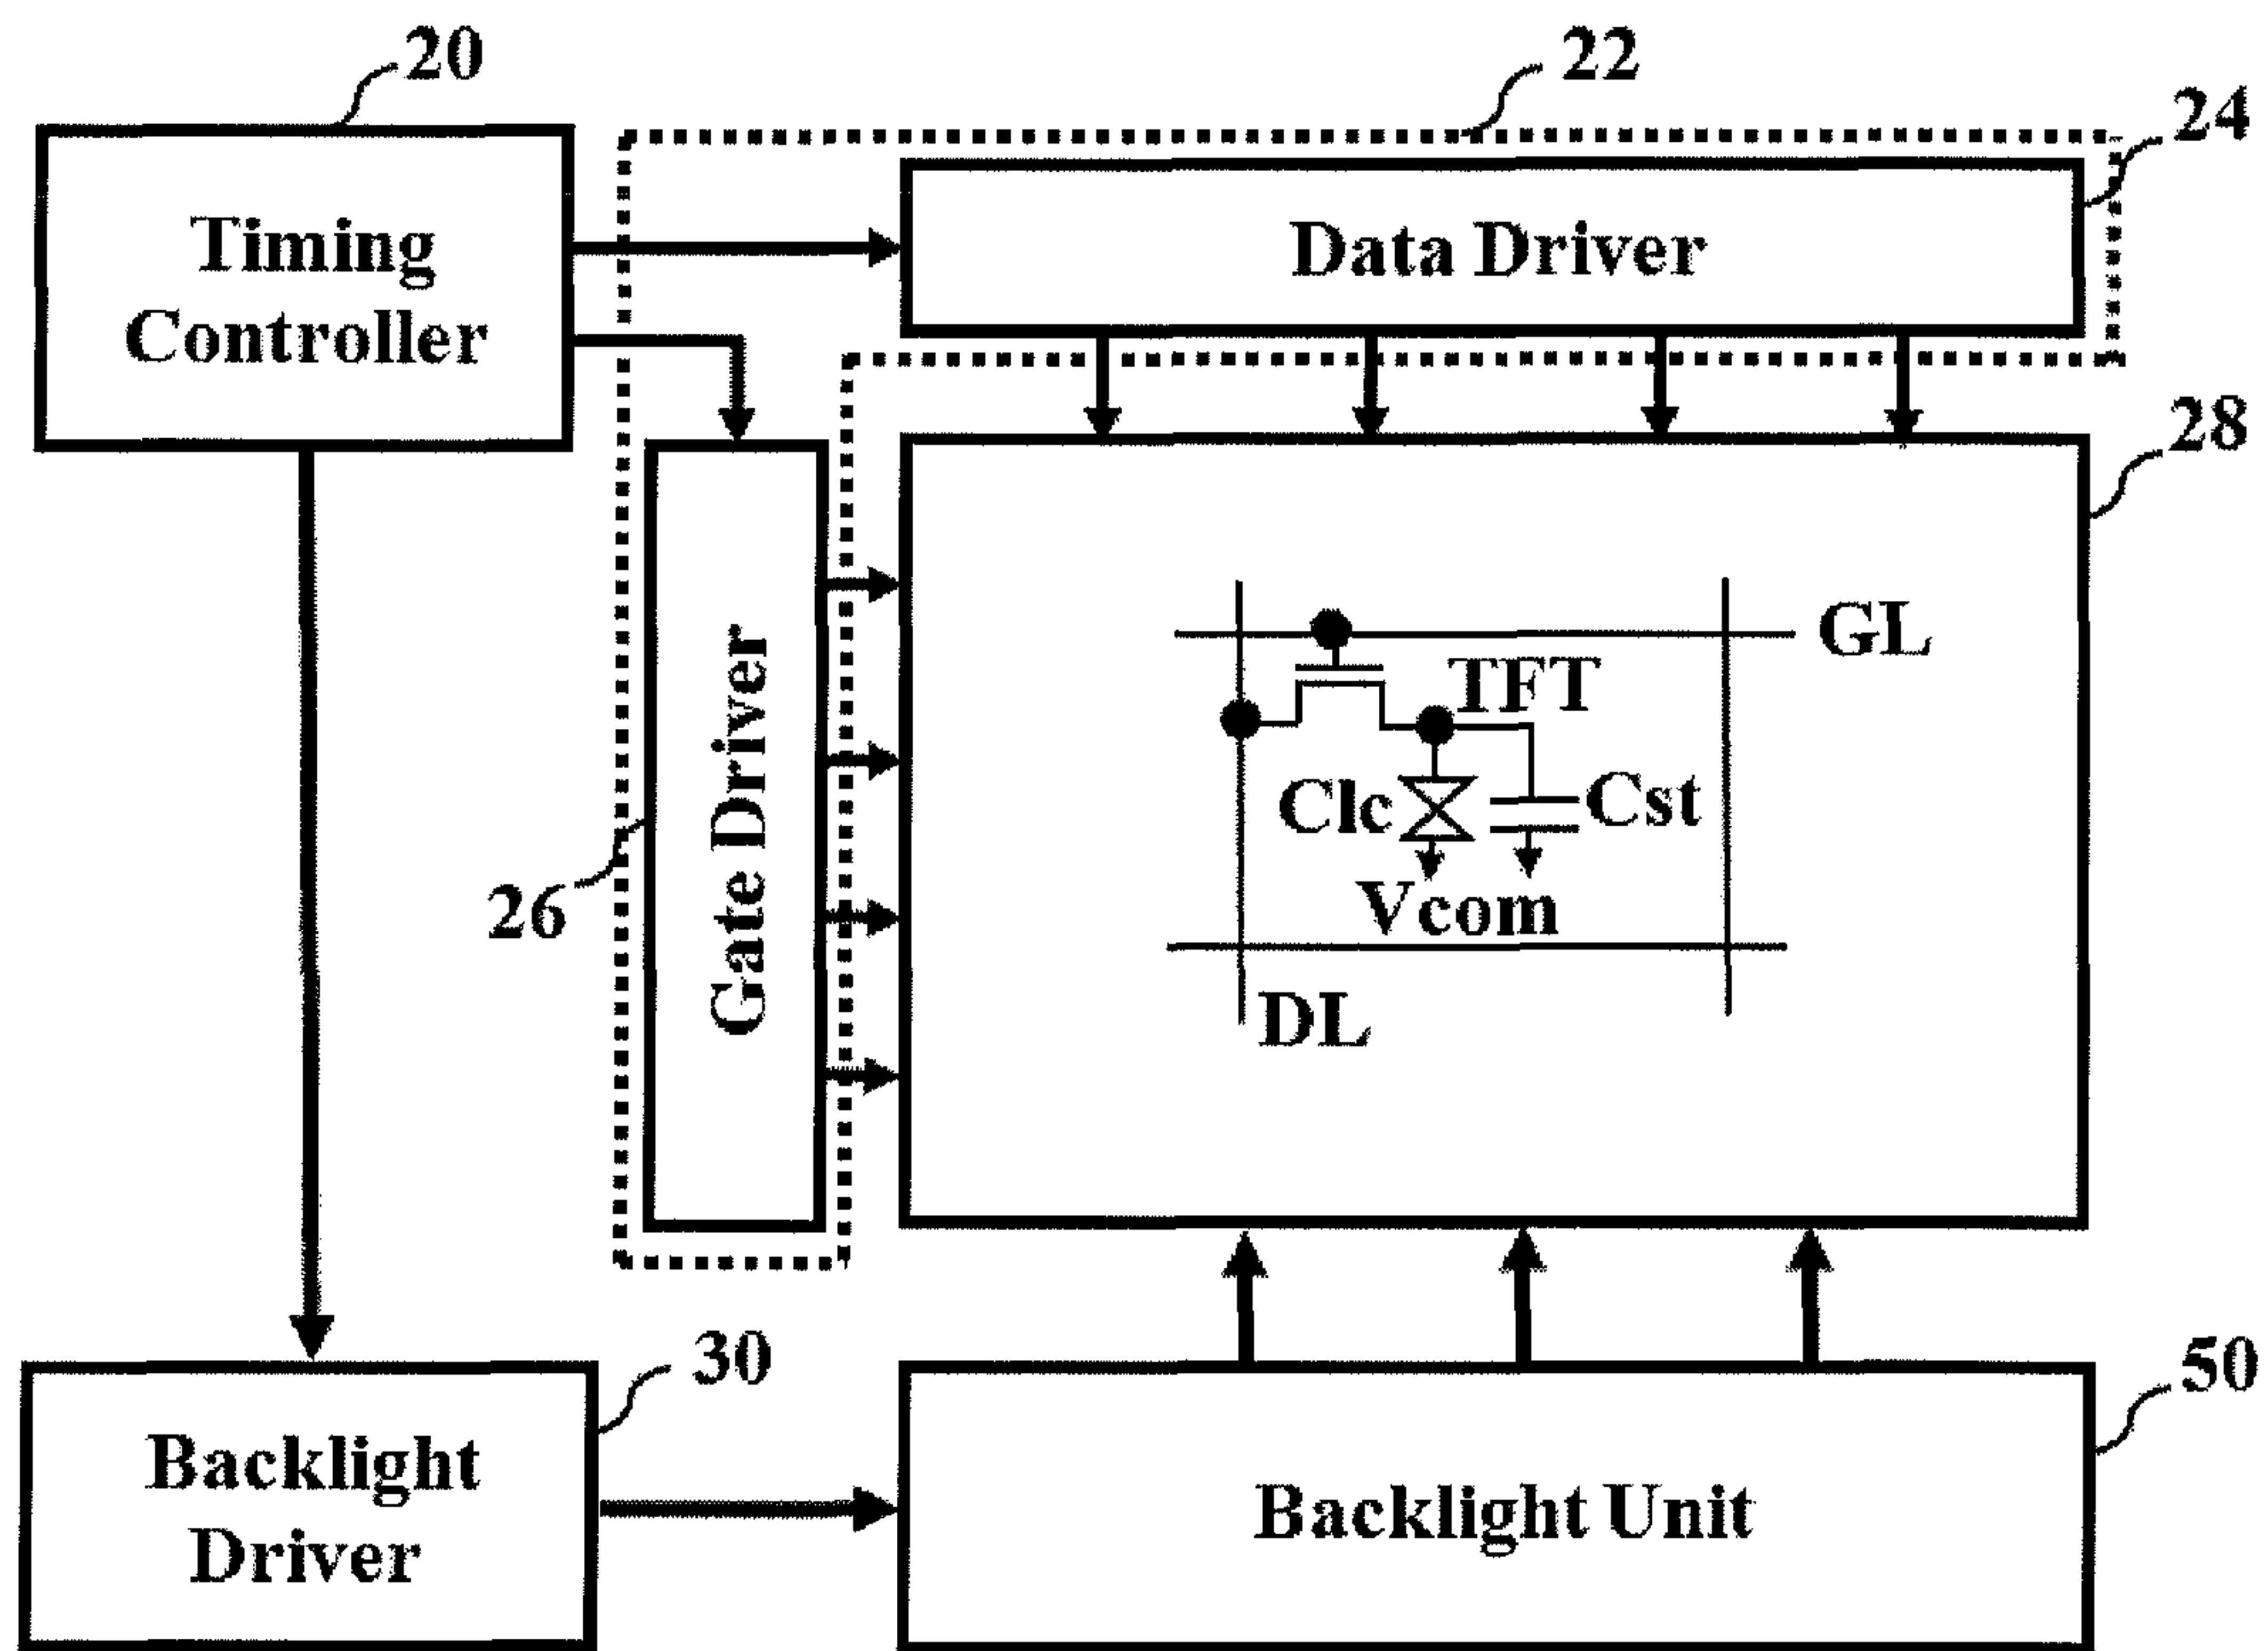 20
22
24
Timing
Controller
Data Driver
28
GL
TFT
Clc
Cst
Vcom
DL
26
Gate Driver
30
50
Backlight
Driver
Backlight Unit